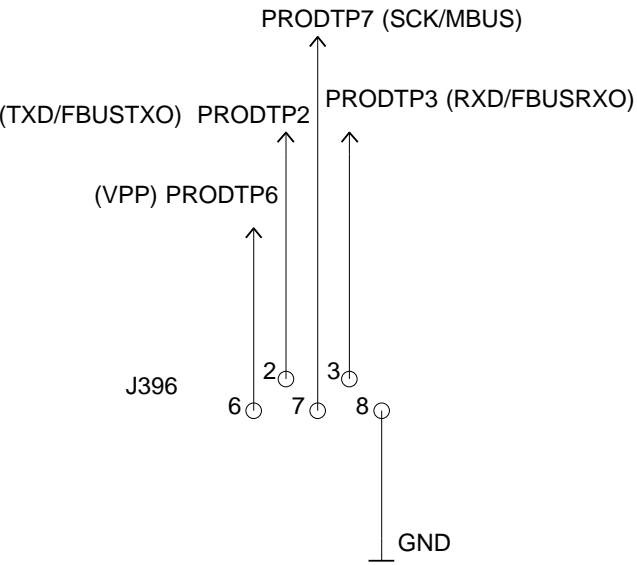 PRODTP7 (SCK/MBUS)
PRODTP3 (RXD/FBUSRXO)
(TXD/FBUSTXO) PRODTP2
(VPP) PRODTP6
2 3
J396
6 7 8
GND